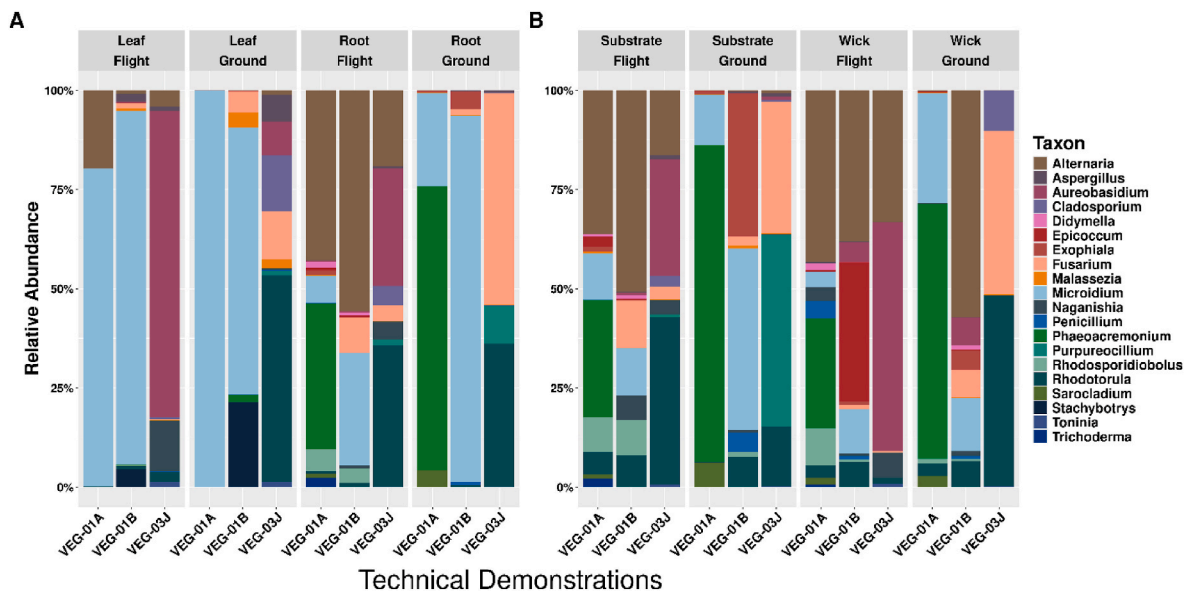 A
B
Leaf
Flight
Leaf
Ground
Root
Flight
Root
Ground
Substrate
Flight
Substrate
Ground
Wick
Flight
Wick
Ground
Relative Abundance
100%
75%
50%
25%
0%
100%
75%
50%
25%
0%
VEG-01A
VEG-01B
VEG-03J
VEG-01A
VEG-01B
VEG-03J
VEG-01A
VEG-01B
VEG-03J
VEG-01A
VEG-01B
VEG-03J
VEG-01A
VEG-01B
VEG-03J
VEG-01A
VEG-01B
VEG-03J
VEG-01A
VEG-01B
VEG-03J
VEG-01A
VEG-01B
VEG-03J
Technical Demonstrations
Taxon
Alternaria
Aspergillus
Aureobasidium
Cladosporium
Didymella
Epicoccum
Exophiala
Fusarium
Malassezia
Microidium
Naganishia
Penicillium
Phaeoacremonium
Purpureocillium
Rhodosporidiobolus
Rhodotorula
Sarocladium
Stachybotrys
Toninia
Trichoderma